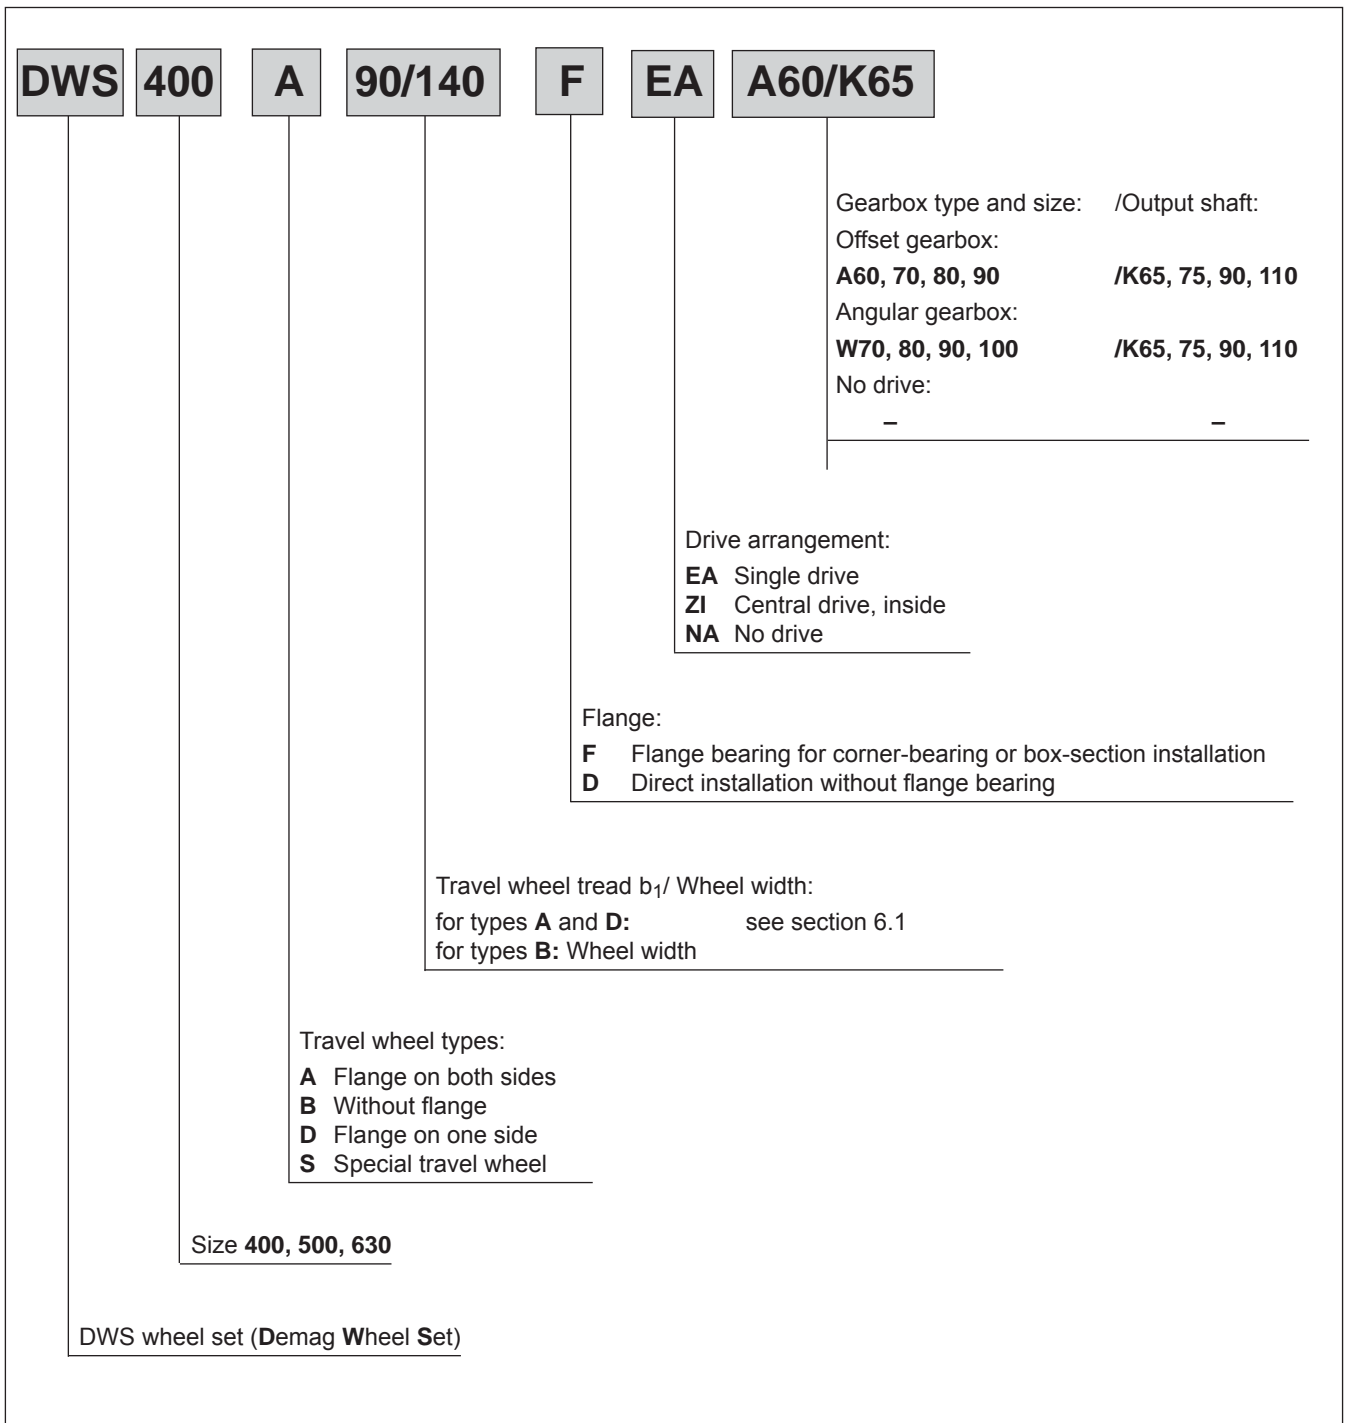 DWS 400 A 90/140 F EA A60/K65
Gearbox type and size: /Output shaft:
Offset gearbox:
A60, 70, 80, 90 /K65, 75, 90, 110
Angular gearbox:
W70, 80, 90, 100 /K65, 75, 90, 110
No drive:
– –
Drive arrangement:
EA Single drive
ZI Central drive, inside
NA No drive
Flange:
F Flange bearing for corner-bearing or box-section installation
D Direct installation without flange bearing
Travel wheel tread b1/ Wheel width:
for types A and D: see section 6.1
for types B: Wheel width
Travel wheel types:
A Flange on both sides
B Without flange
D Flange on one side
S Special travel wheel
Size 400, 500, 630
DWS wheel set (Demag Wheel Set)